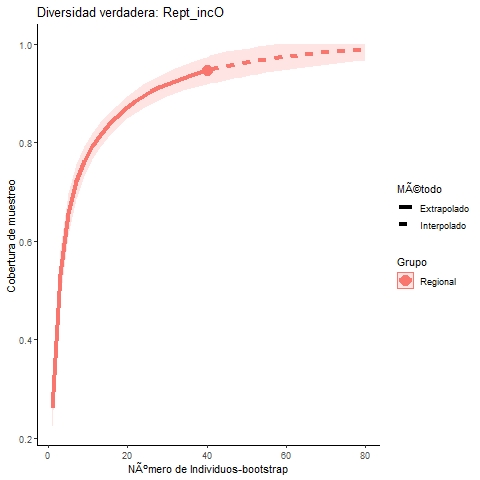 Diversidad verdadera: Rept_incO
1.0
0.8
0.6
0.4
0.2
Cobertura de muestreo
0
20
40
60
80
NÃºmero de Individuos-bootstrap
MÃ©todo
Extrapolado
Interpolado
Grupo
Regional